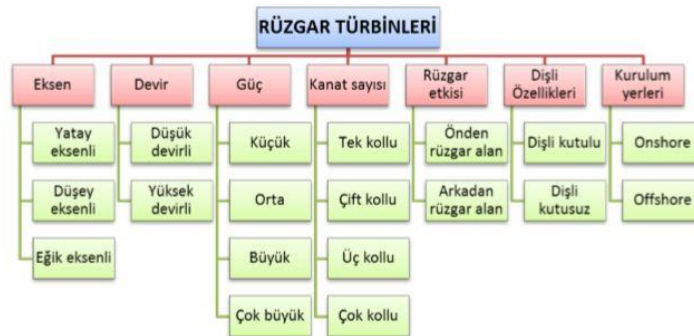 RÜZGAR TÜRBİNLERİ
Eksen
Devir
Güç
Kanat sayısı
Rüzgar
etkisi
Dişli
Özellikleri
Kurulum
yerleri
Yatay
eksenli
Düşük
devirli
Küçük
Tek kollu
Önden
rüzgar alan
Dişli kutulu
Onshore
Düşey
eksenli
Yüksek
devirli
Orta
Çift kollu
Arkadan
rüzgar alan
Dişli
kutusuz
Offshore
Eğik eksenli
Büyük
Üç kollu
Çok büyük
Çok kollu